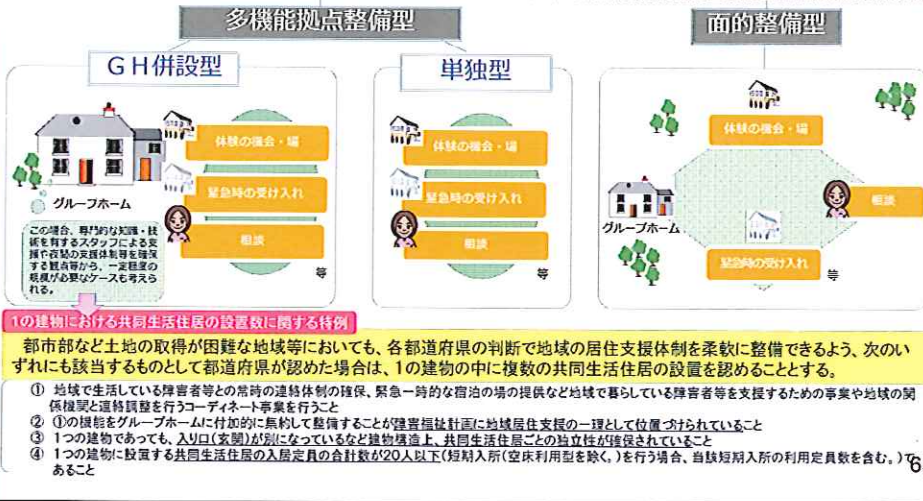 多機能拠点整備型
面的整備型
GH併設型
単独型
体験の機会・場
緊急時の受け入れ
相談
等
グループホーム
この場合、専門的な知識・技
術を有するスタッフによる支
援や夜間の支援体制等を確保
する観点等から、一定程度の
規模が必要なケースも考えら
れる。
体験の機会・場
緊急時の受け入れ
相談
等
体験の機会・場
相談
グループホーム
緊急時の受け入れ
等
1の建物における共同生活住居の設置数に関する特例
都市部など土地の取得が困難な地域等においても、各都道府県の判断で地域の居住支援体制を柔軟に整備できるよう、次のい
ずれにも該当するものとして都道府県が認めた場合は、1の建物の中に複数の共同生活住居の設置を認めることとする。
① 地域で生活している障害者等との常時の連絡体制の確保、緊急一時的な宿泊の場の提供など地域で暮らしている障害者等を支援するための事業や地域の関
係機関と連絡調整を行うコーディネート事業を行うこと
② ①の機能をグループホームに付加的に集約して整備することが障害福祉計画に地域居住支援の一環として位置づけられていること
③ 1つの建物であっても、入り口(玄関)が別になっているなど建物構造上、共同生活住居ごとの独立性が確保されていること
④ 1つの建物に設置する共同生活住居の入居定員の合計数が20人以下(短期入所(空床利用型を除く。)を行う場合、当該短期入所の利用定員数を含む。)で
あること
6